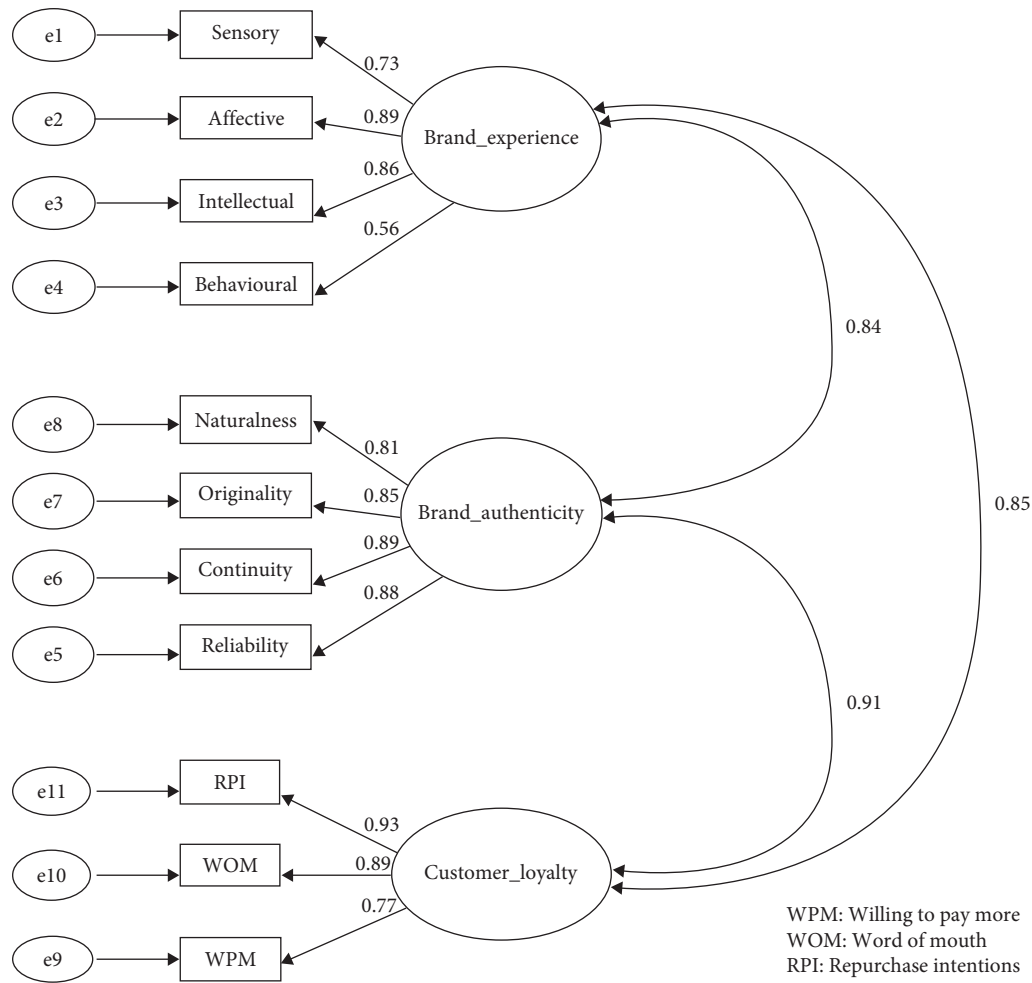 e1
Sensory
0.73
e2
Affective
0.89
Brand_experience
e3
Intellectual
0.86
e4
Behavioural
0.56
0.84
e8
Naturalness
0.81
e7
Originality
0.85
Brand_authenticity
0.85
e6
Continuity
0.89
e5
Reliability
0.88
0.91
e11
RPI
0.93
e10
WOM
0.89
Customer_loyalty
e9
WPM
0.77
WPM: Willing to pay more
WOM: Word of mouth
RPI: Repurchase intentions